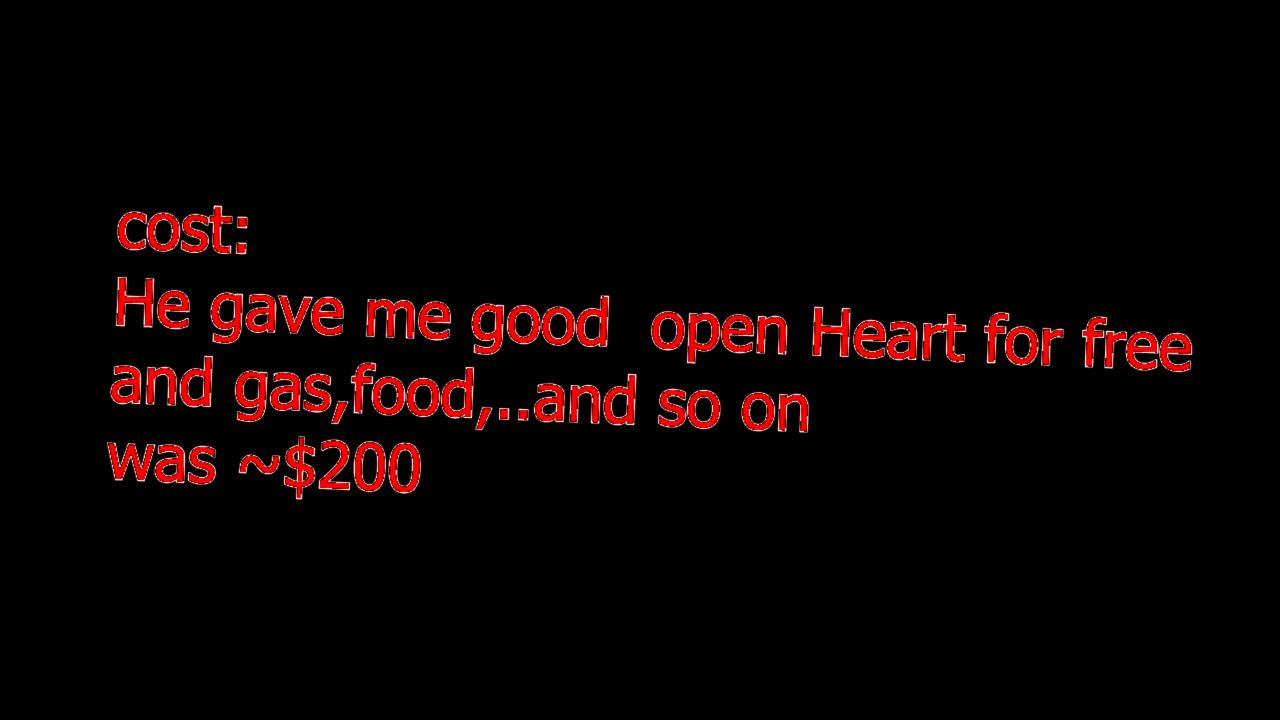 cost:
He gave me good  open Heart for free
and gas,food,..and so on
was ~$200